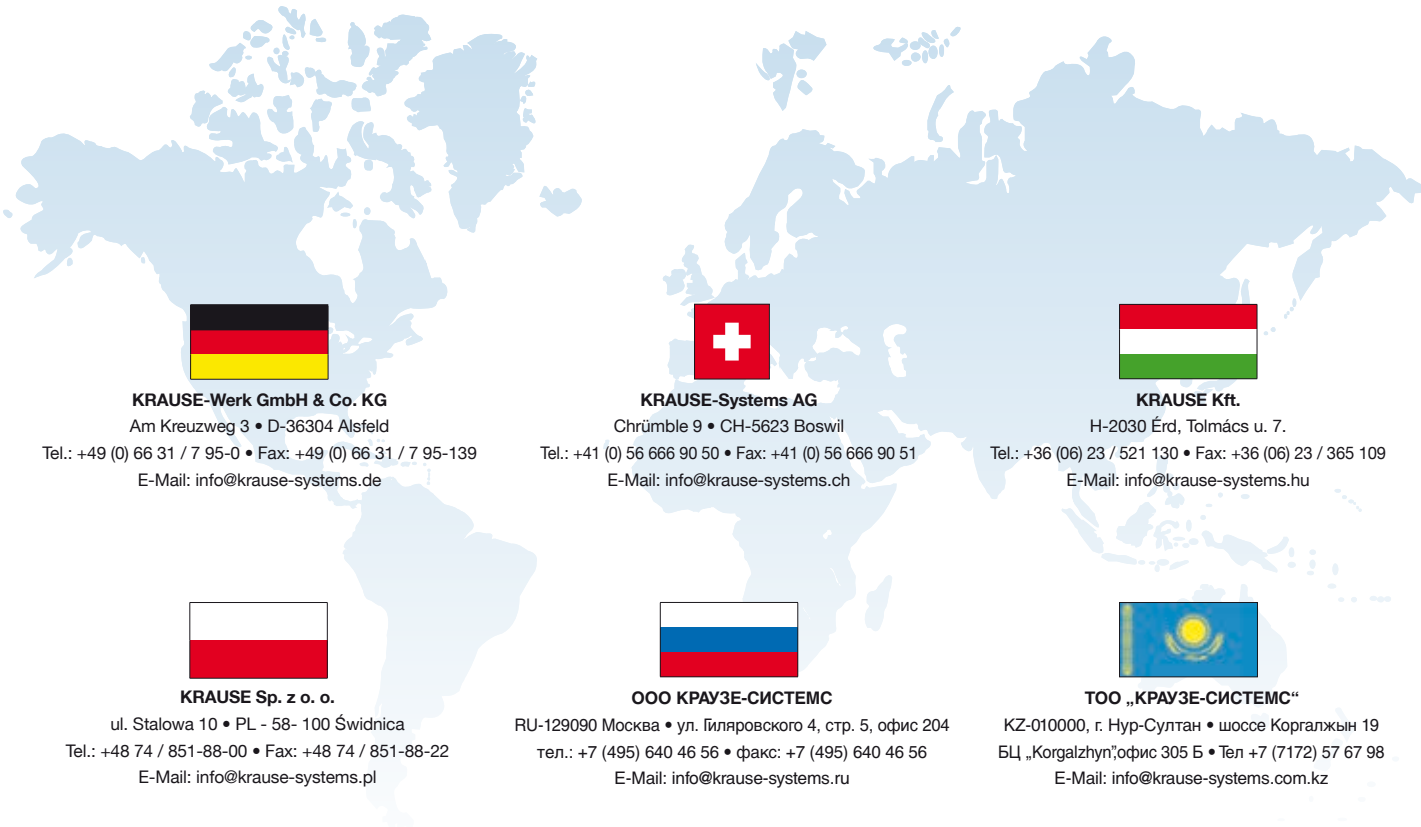 KRAUSE-Werk GmbH & Co. KG
Am Kreuzweg 3 • D-36304 Alsfeld
Tel.: +49 (0) 66 31 / 7 95-0 • Fax: +49 (0) 66 31 / 7 95-139
E-Mail: info@krause-systems.de
KRAUSE-Systems AG
Chrümble 9 • CH-5623 Boswil
Tel.: +41 (0) 56 666 90 50 • Fax: +41 (0) 56 666 90 51
E-Mail: info@krause-systems.ch
KRAUSE Kft.
H-2030 Érd, Tolmács u. 7.
Tel.: +36 (06) 23 / 521 130 • Fax: +36 (06) 23 / 365 109
E-Mail: info@krause-systems.hu
KRAUSE Sp. z o. o.
ul. Stalowa 10 • PL - 58- 100 Świdnica
Tel.: +48 74 / 851-88-00 • Fax: +48 74 / 851-88-22
E-Mail: info@krause-systems.pl
ООО КРАУЗЕ-СИСТЕМС
RU-129090 Москва • ул. Гиляровского 4, стр. 5, офис 204
тел.: +7 (495) 640 46 56 • факс: +7 (495) 640 46 56
E-Mail: info@krause-systems.ru
ТОО „КРАУЗЕ-СИСТЕМС“
KZ-010000, г. Нур-Султан • шоссе Коргалжын 19
БЦ „Korgalzhyn”,офис 305 Б • Тел +7 (7172) 57 67 98
E-Mail: info@krause-systems.com.kz